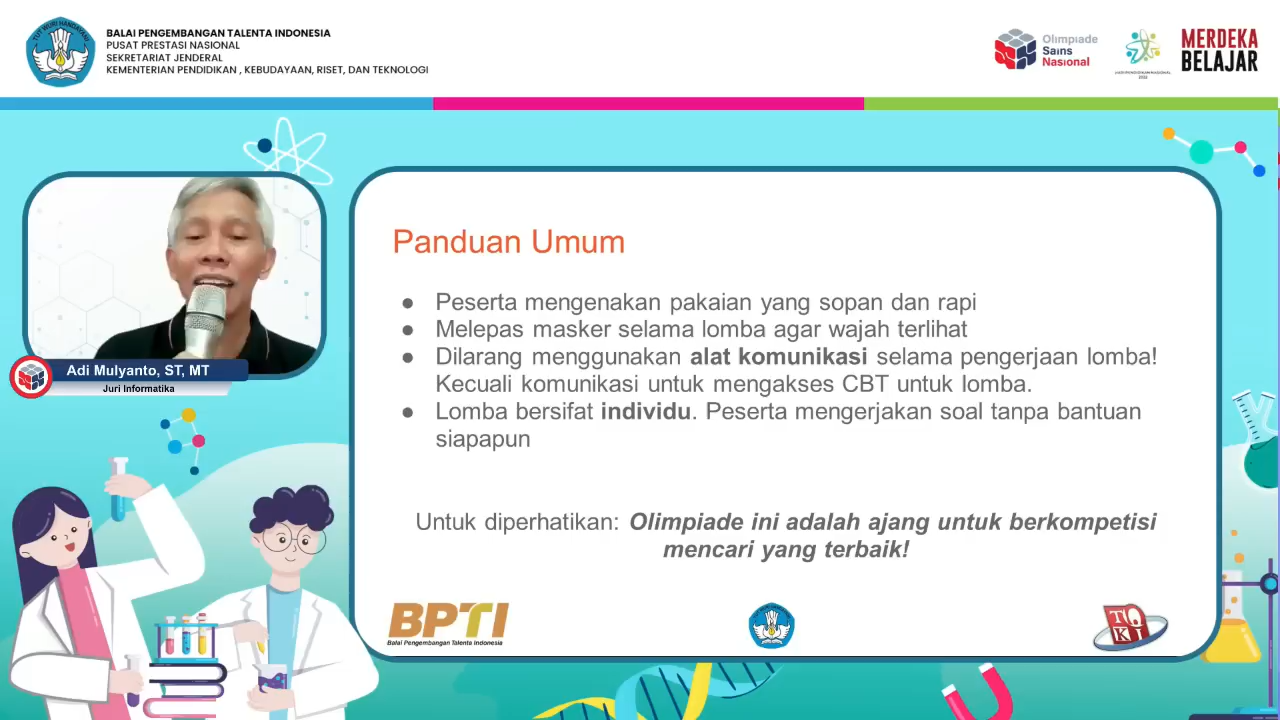 BALAI PENGEMBANGAN TALENTA INDONESIA
PUSAT PRESTASI NASIONAL
SEKRETARIAT JENDERAL
KEMENTERIAN PENDIDIKAN , KEBUDAYAAN, RISET, DAN TEKNOLOGI
TUT WURI HANDAYANI
Olimpiade
Sains
Nasional
MERDEKA
BELAJAR
Adi Mulyanto, ST, MT
Juri Informatika
Panduan Umum
● Peserta mengenakan pakaian yang sopan dan rapi
● Melepas masker selama lomba agar wajah terlihat
● Dilarang menggunakan alat komunikasi selama pengerjaan lomba!
Kecuali komunikasi untuk mengakses CBT untuk lomba.
● Lomba bersifat individu. Peserta mengerjakan soal tanpa bantuan
siapapun
Untuk diperhatikan: Olimpiade ini adalah ajang untuk berkompetisi
mencari yang terbaik!
BPTI
Balai Pengembangan Talenta Indonesia
TOKI